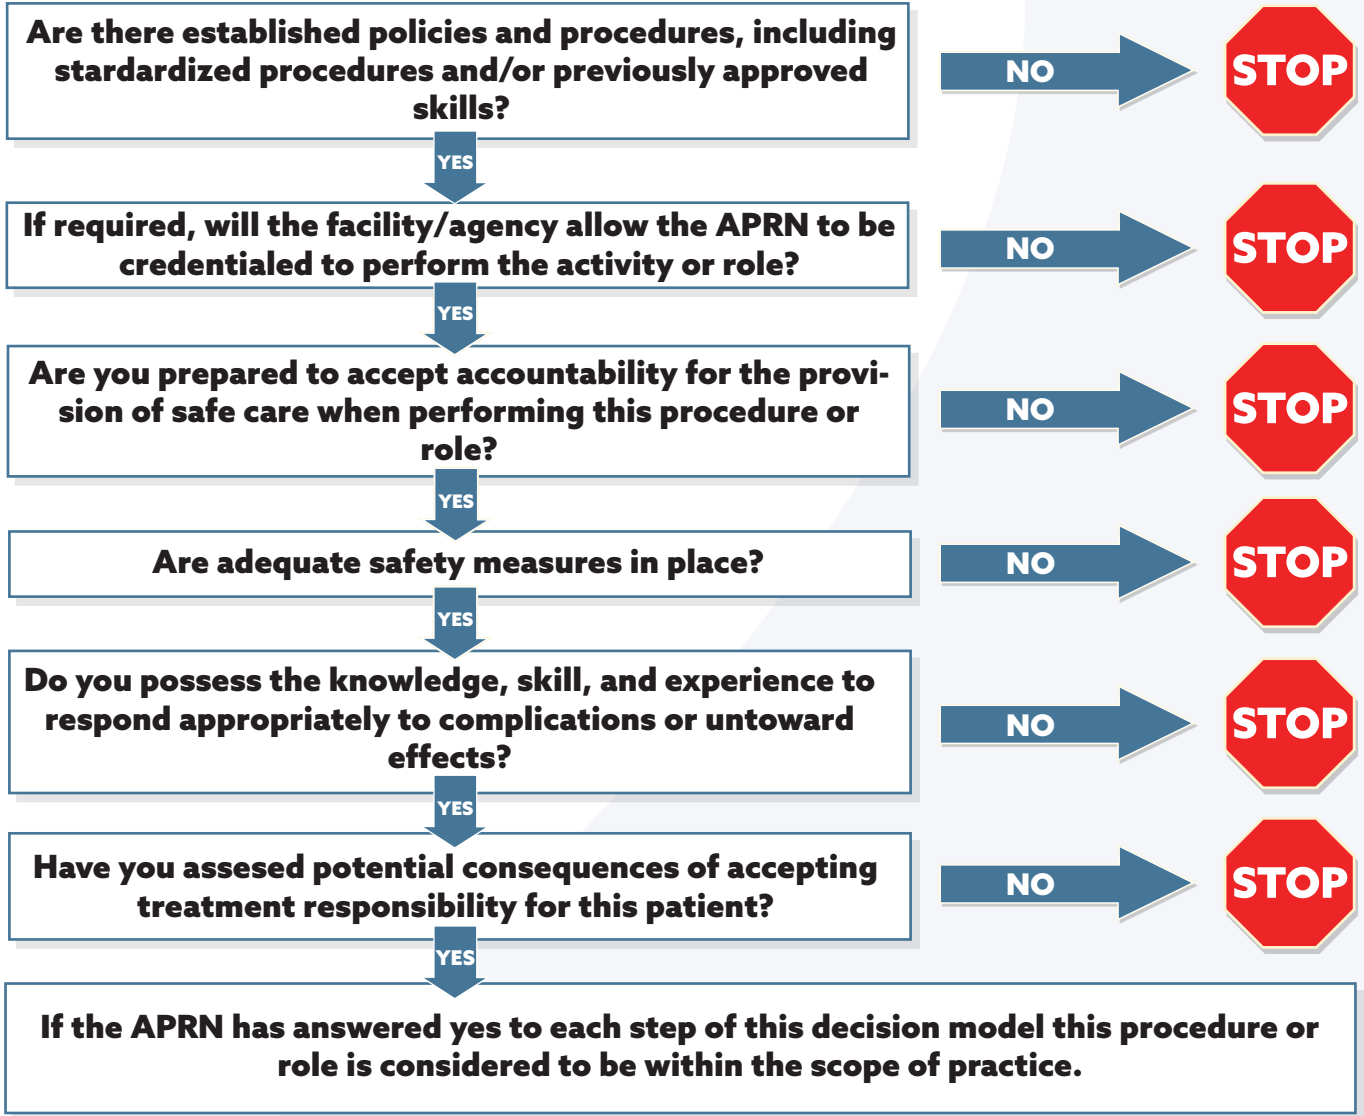 Are there established policies and procedures, including
stardardized procedures and/or previously approved
skills?
NO
STOP
YES
If required, will the facility/agency allow the APRN to be
credentialed to perform the activity or role?
NO
STOP
YES
Are you prepared to accept accountability for the provi-
sion of safe care when performing this procedure or
role?
NO
STOP
YES
Are adequate safety measures in place?
NO
STOP
YES
Do you possess the knowledge, skill, and experience to
respond appropriately to complications or untoward
effects?
NO
STOP
YES
Have you assesed potential consequences of accepting
treatment responsibility for this patient?
NO
STOP
YES
If the APRN has answered yes to each step of this decision model this procedure or
role is considered to be within the scope of practice.